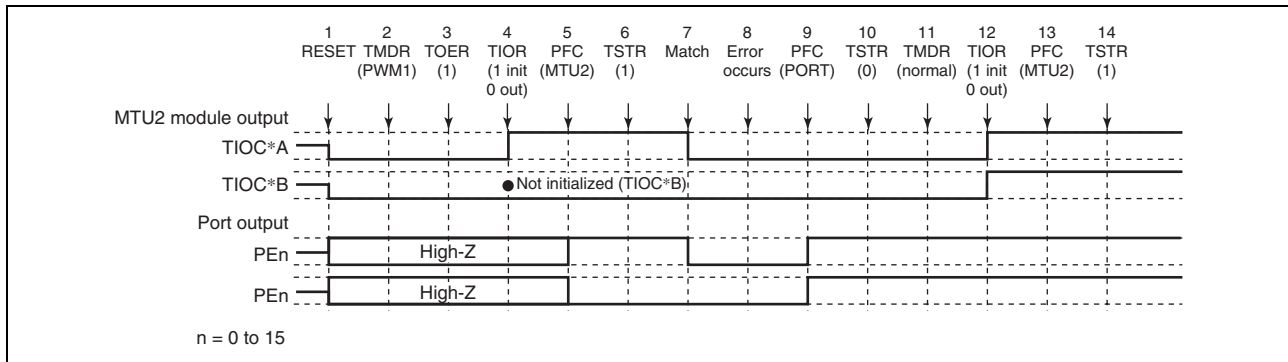 1 2 3 4 5 6 7 8 9 10 11 12 13 14
RESET TMDR TOER TIOR PFC TSTR Match Error PFC TSTR TMDR TIOR PFC TSTR
(PWM1) (1) (1 init (MTU2) (1) occurs (PORT) (0) (normal) (1 init (MTU2) (1)
0 out) 0 out)
MTU2 module output
TIOC*A
TIOC*B
Not initialized (TIOC*B)
Port output
PEn
High-Z
PEn
High-Z
n = 0 to 15